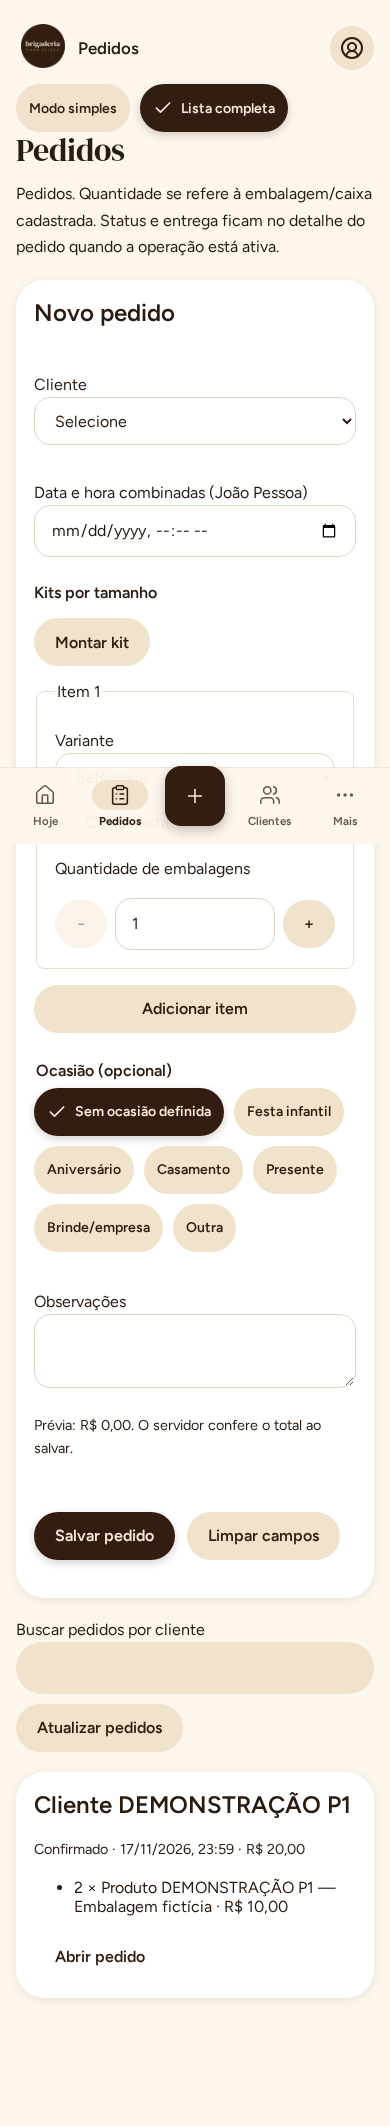 brigaderia
Pedidos
Modo simples
Lista completa
Pedidos
Pedidos. Quantidade se refere à embalagem/caixa
cadastrada. Status e entrega ficam no detalhe do
pedido quando a operação está ativa.
Novo pedido
Cliente
Selecione
Data e hora combinadas (João Pessoa)
mm/dd/yyyy, --:-- --
Kits por tamanho
Montar kit
Item 1
Variante
Selecione
Hoje
Pedidos
+
Clientes
Mais
Quantidade de embalagens
-
1
+
Adicionar item
Ocasião (opcional)
Sem ocasião definida
Festa infantil
Aniversário
Casamento
Presente
Brinde/empresa
Outra
Observações
Prévia: R$ 0,00. O servidor confere o total ao
salvar.
Salvar pedido
Limpar campos
Buscar pedidos por cliente
Atualizar pedidos
Cliente DEMONSTRAÇÃO P1
Confirmado · 17/11/2026, 23:59 · R$ 20,00
• 2 × Produto DEMONSTRAÇÃO P1 —
Embalagem fictícia · R$ 10,00
Abrir pedido